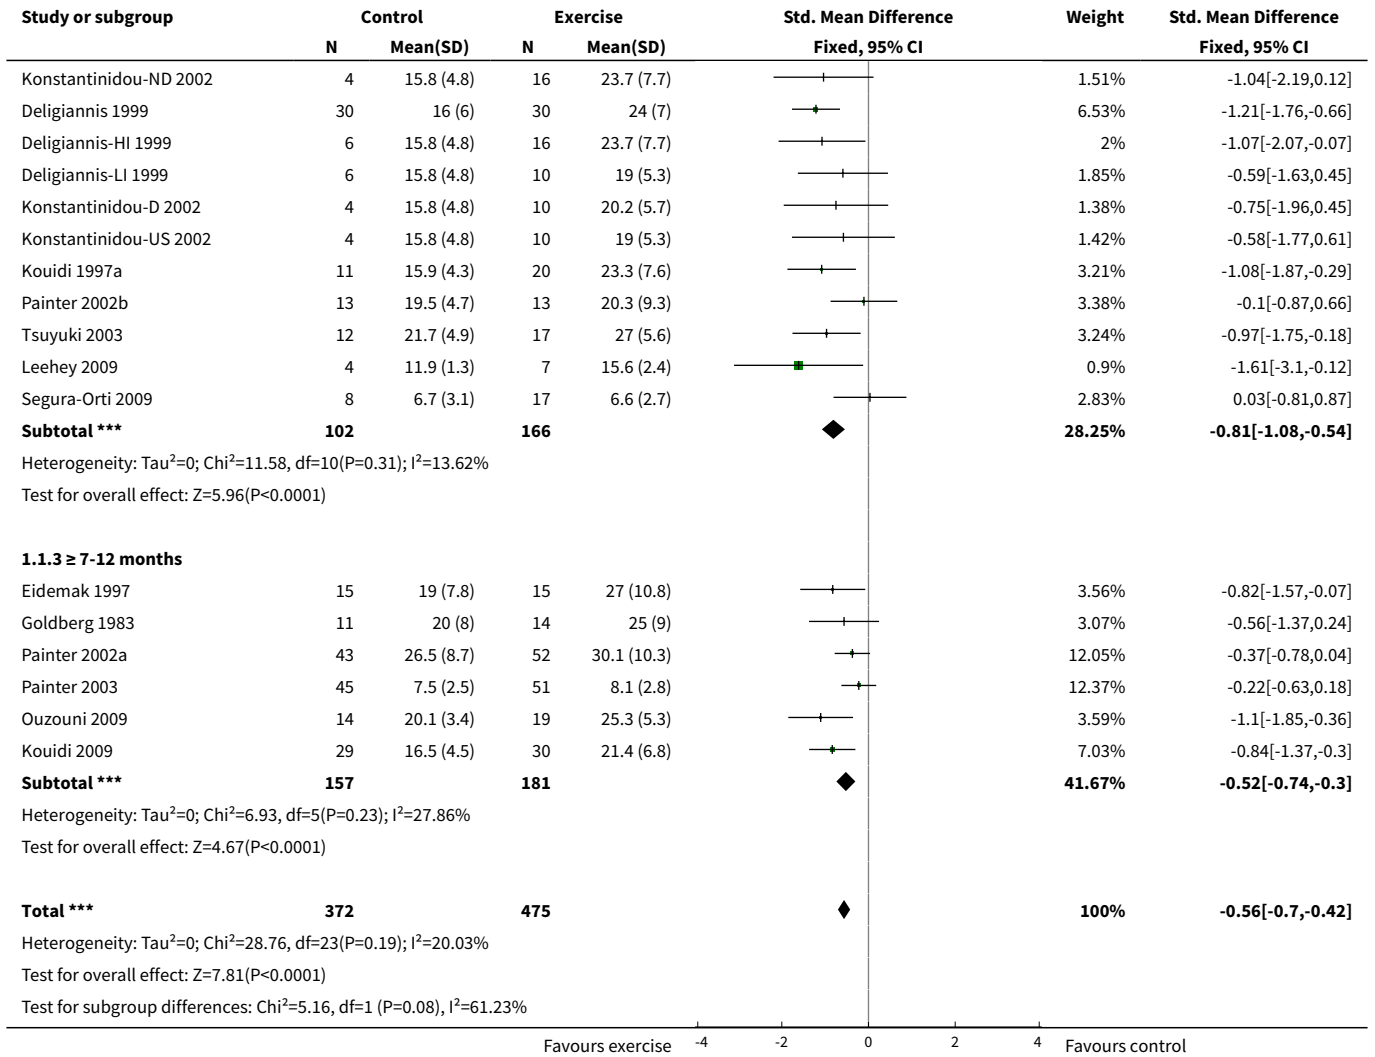 Study or subgroup Control Exercise Std. Mean Difference Weight Std. Mean Difference
N Mean(SD) N Mean(SD) Fixed, 95% CI Fixed, 95% CI
Konstantinidou-ND 2002 4 15.8 (4.8) 16 23.7 (7.7) 1.51% -1.04[-2.19,0.12]
Deligiannis 1999 30 16 (6) 30 24 (7) 6.53% -1.21[-1.76,-0.66]
Deligiannis-HI 1999 6 15.8 (4.8) 16 23.7 (7.7) 2% -1.07[-2.07,-0.07]
Deligiannis-LI 1999 6 15.8 (4.8) 10 19 (5.3) 1.85% -0.59[-1.63,0.45]
Konstantinidou-D 2002 4 15.8 (4.8) 10 20.2 (5.7) 1.38% -0.75[-1.96,0.45]
Konstantinidou-US 2002 4 15.8 (4.8) 10 19 (5.3) 1.42% -0.58[-1.77,0.61]
Kouidi 1997a 11 15.9 (4.3) 20 23.3 (7.6) 3.21% -1.08[-1.87,-0.29]
Painter 2002b 13 19.5 (4.7) 13 20.3 (9.3) 3.38% -0.1[-0.87,0.66]
Tsuyuki 2003 12 21.7 (4.9) 17 27 (5.6) 3.24% -0.97[-1.75,-0.18]
Leehey 2009 4 11.9 (1.3) 7 15.6 (2.4) 0.9% -1.61[-3.1,-0.12]
Segura-Orti 2009 8 6.7 (3.1) 17 6.6 (2.7) 2.83% 0.03[-0.81,0.87]
Subtotal *** 102 166 28.25% -0.81[-1.08,-0.54]
Heterogeneity: Tau²=0; Chi²=11.58, df=10(P=0.31); I²=13.62%
Test for overall effect: Z=5.96(P<0.0001)
1.1.3 ≥ 7-12 months
Eidemak 1997 15 19 (7.8) 15 27 (10.8) 3.56% -0.82[-1.57,-0.07]
Goldberg 1983 11 20 (8) 14 25 (9) 3.07% -0.56[-1.37,0.24]
Painter 2002a 43 26.5 (8.7) 52 30.1 (10.3) 12.05% -0.37[-0.78,0.04]
Painter 2003 45 7.5 (2.5) 51 8.1 (2.8) 12.37% -0.22[-0.63,0.18]
Ouzouni 2009 14 20.1 (3.4) 19 25.3 (5.3) 3.59% -1.1[-1.85,-0.36]
Kouidi 2009 29 16.5 (4.5) 30 21.4 (6.8) 7.03% -0.84[-1.37,-0.3]
Subtotal *** 157 181 41.67% -0.52[-0.74,-0.3]
Heterogeneity: Tau²=0; Chi²=6.93, df=5(P=0.23); I²=27.86%
Test for overall effect: Z=4.67(P<0.0001)
Total *** 372 475 100% -0.56[-0.7,-0.42]
Heterogeneity: Tau²=0; Chi²=28.76, df=23(P=0.19); I²=20.03%
Test for overall effect: Z=7.81(P<0.0001)
Test for subgroup differences: Chi²=5.16, df=1 (P=0.08), I²=61.23%
Favours exercise -4 -2 0 2 4 Favours control